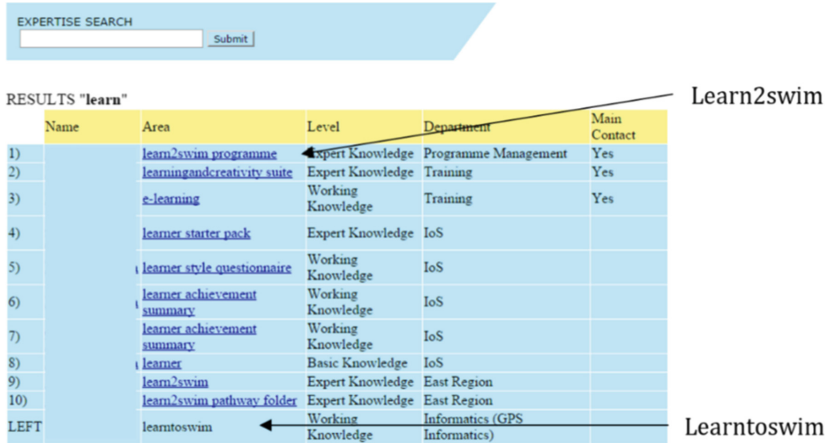 EXPERTISE SEARCH
Submit
RESULTS "learn"
Learn2swim
Name Area Level Department Main Contact
1) learn2swim programme Expert Knowledge Programme Management Yes
2) learningandcreativity suite Expert Knowledge Training Yes
3) e-learning Working Knowledge Training Yes
4) learner starter pack Expert Knowledge IoS
5) learner style questionnaire Working Knowledge IoS
6) learner achievement summary Working Knowledge IoS
7) learner achievement summary Working Knowledge IoS
8) learner Basic Knowledge IoS
9) learn2swim Expert Knowledge East Region
10) learn2swim pathway folder Expert Knowledge East Region
LEFT learntoswim Working Knowledge Informatics (GPS Informatics)
Learntoswim